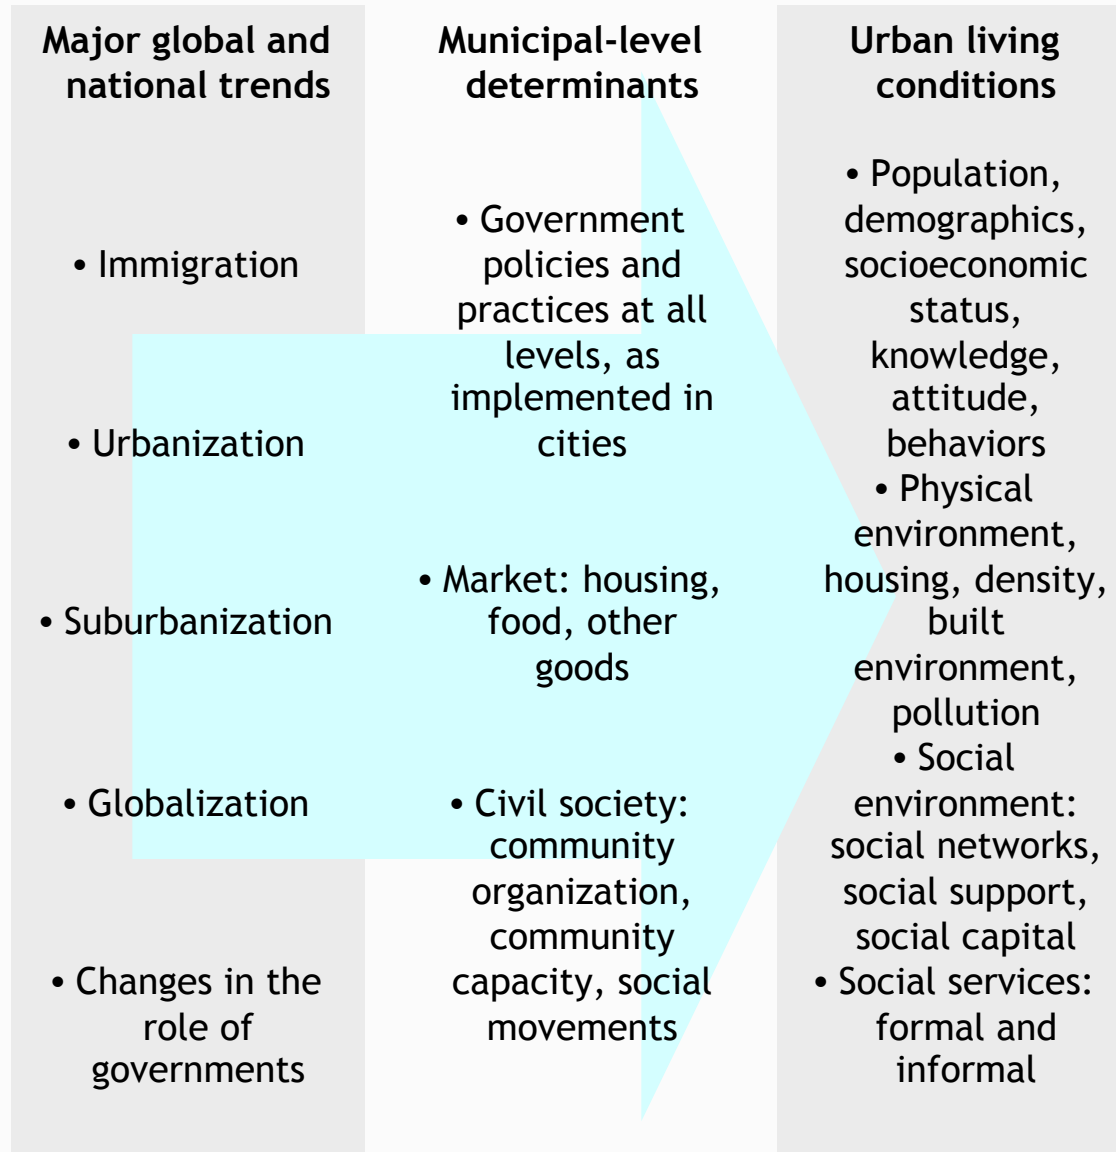 Major global and
national trends
• Immigration
• Urbanization
• Suburbanization
• Globalization
• Changes in the
role of
governments
Municipal-level
determinants
• Government
policies and
practices at all
levels, as
implemented in
cities
• Market: housing,
food, other
goods
• Civil society:
community
organization,
community
capacity, social
movements
Urban living
conditions
• Population,
demographics,
socioeconomic
status,
knowledge,
attitude,
behaviors
• Physical
environment,
housing, density,
built
environment,
pollution
• Social
environment:
social networks,
social support,
social capital
• Social services:
formal and
informal